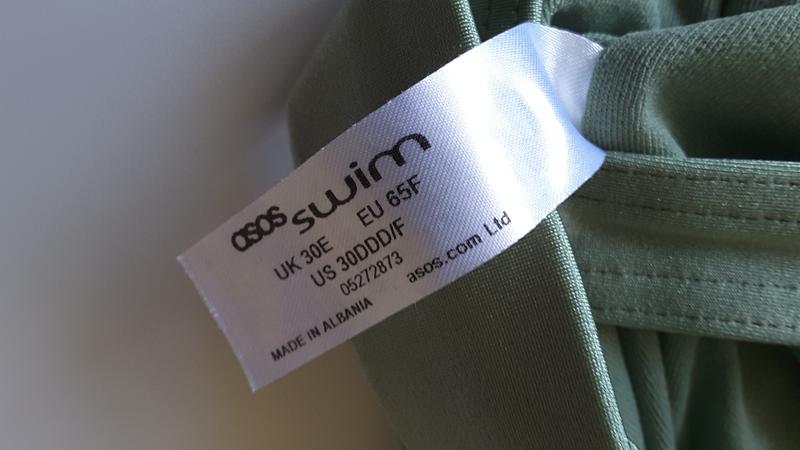 asos swim
UK 30E EU 65F
US 30DDD/F
05272873
MADE IN ALBANIA asos.com Ltd